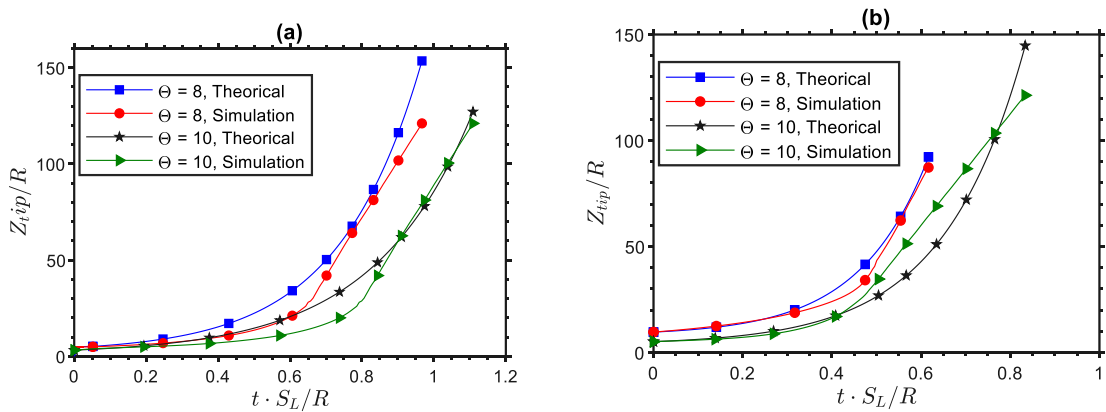 (a)
150
100
50
0
0 0.2 0.4 0.6 0.8 1 1.2
Z_tip/R
t · S_L/R
Θ = 8, Theorical
Θ = 8, Simulation
Θ = 10, Theorical
Θ = 10, Simulation
(b)
150
100
50
0
0 0.2 0.4 0.6 0.8 1
Z_{tip}/R
t · S_L/R
Θ = 8, Theorical
Θ = 8, Simulation
Θ = 10, Theorical
Θ = 10, Simulation